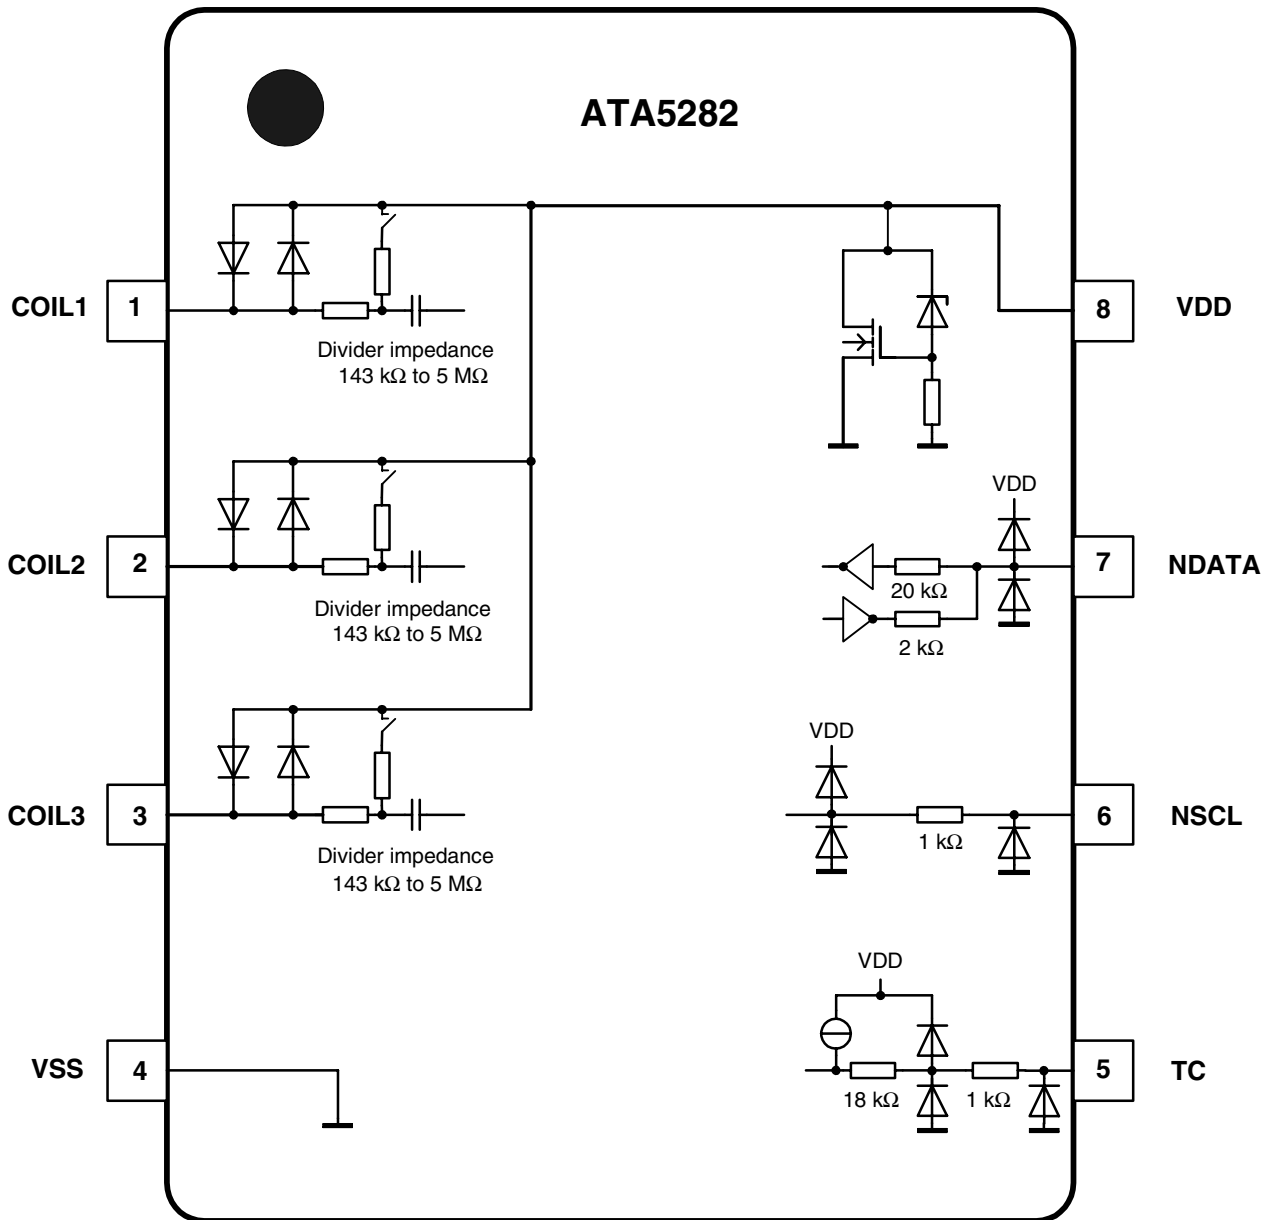 ATA5282
COIL1
1
Divider impedance
143 kΩ to 5 MΩ
8
VDD
COIL2
2
Divider impedance
143 kΩ to 5 MΩ
VDD
20 kΩ
2 kΩ
7
NDATA
COIL3
3
Divider impedance
143 kΩ to 5 MΩ
VDD
1 kΩ
6
NSCL
VSS
4
VDD
18 kΩ
1 kΩ
5
TC